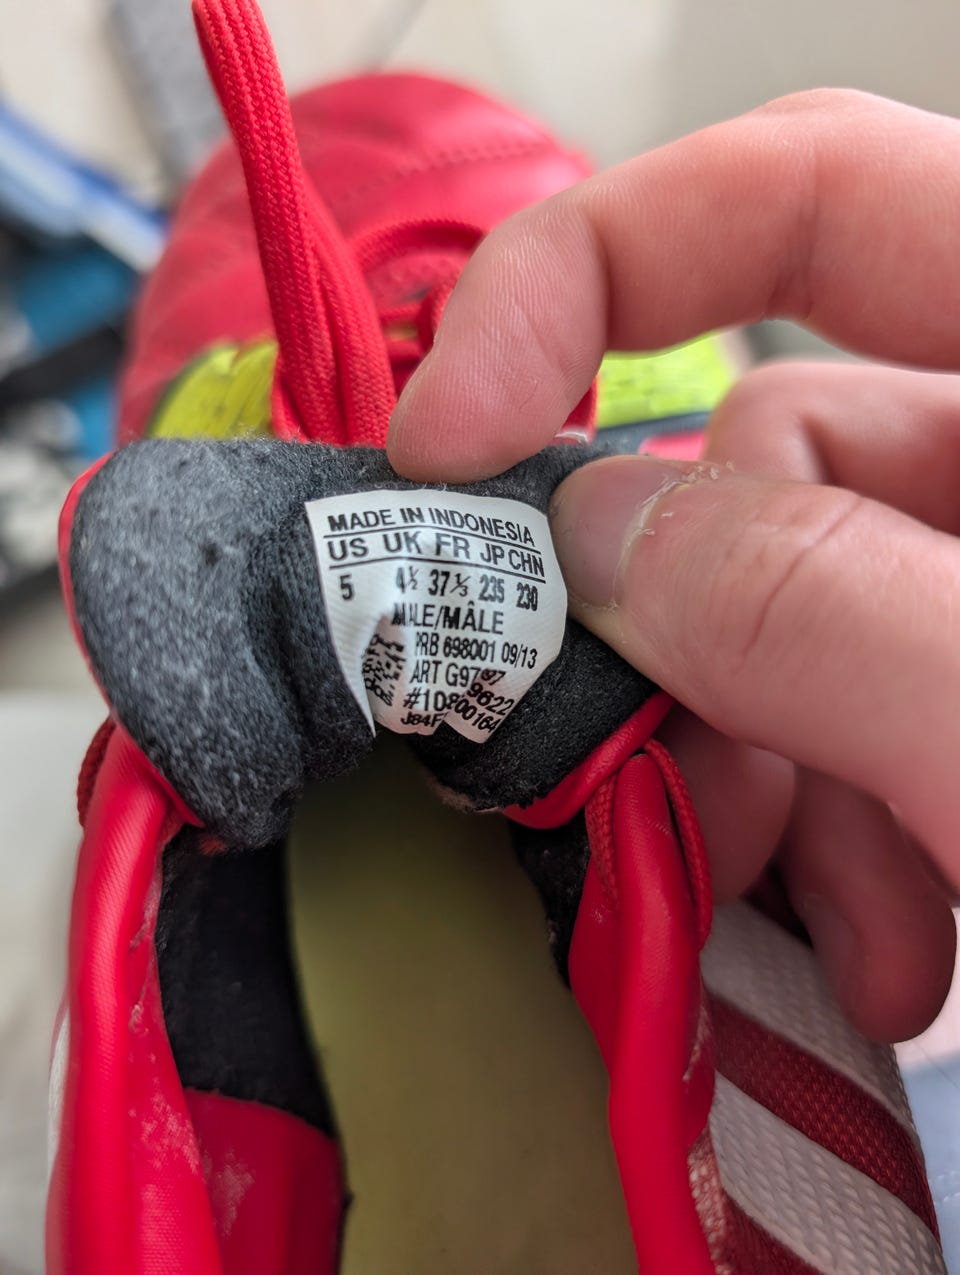 MADE IN INDONESIA
US UK FR JP CHN
5 4½ 37⅓ 235 230
MALE/MÂLE
PRB 698001 09/13
ART
J84F